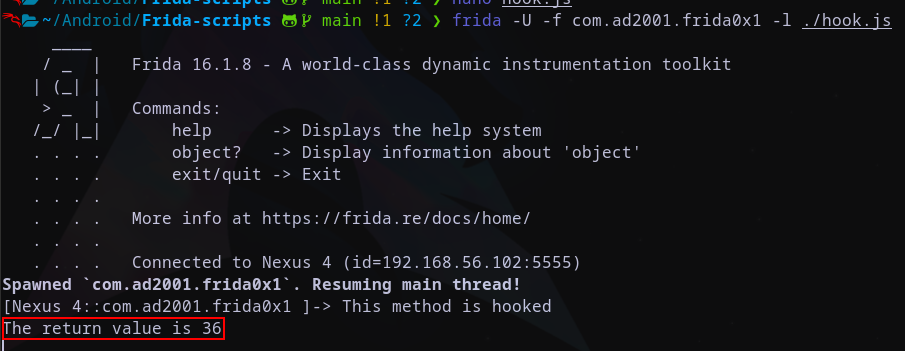 ~/Android/Frida-scripts main !1 ?2 ❯ nano hook.js
~/Android/Frida-scripts main !1 ?2 ❯ frida -U -f com.ad2001.frida0x1 -l ./hook.js
     ____
    / _  |   Frida 16.1.8 - A world-class dynamic instrumentation toolkit
   | (_| |
    > _  |   Commands:
   /_/ |_|       help      -> Displays the help system
   . . . .       object?   -> Display information about 'object'
   . . . .       exit/quit -> Exit
   . . . .
   . . . .   More info at https://frida.re/docs/home/
   . . . .
   . . . .   Connected to Nexus 4 (id=192.168.56.102:5555)
Spawned `com.ad2001.frida0x1`. Resuming main thread!
[Nexus 4::com.ad2001.frida0x1 ]-> This method is hooked
The return value is 36